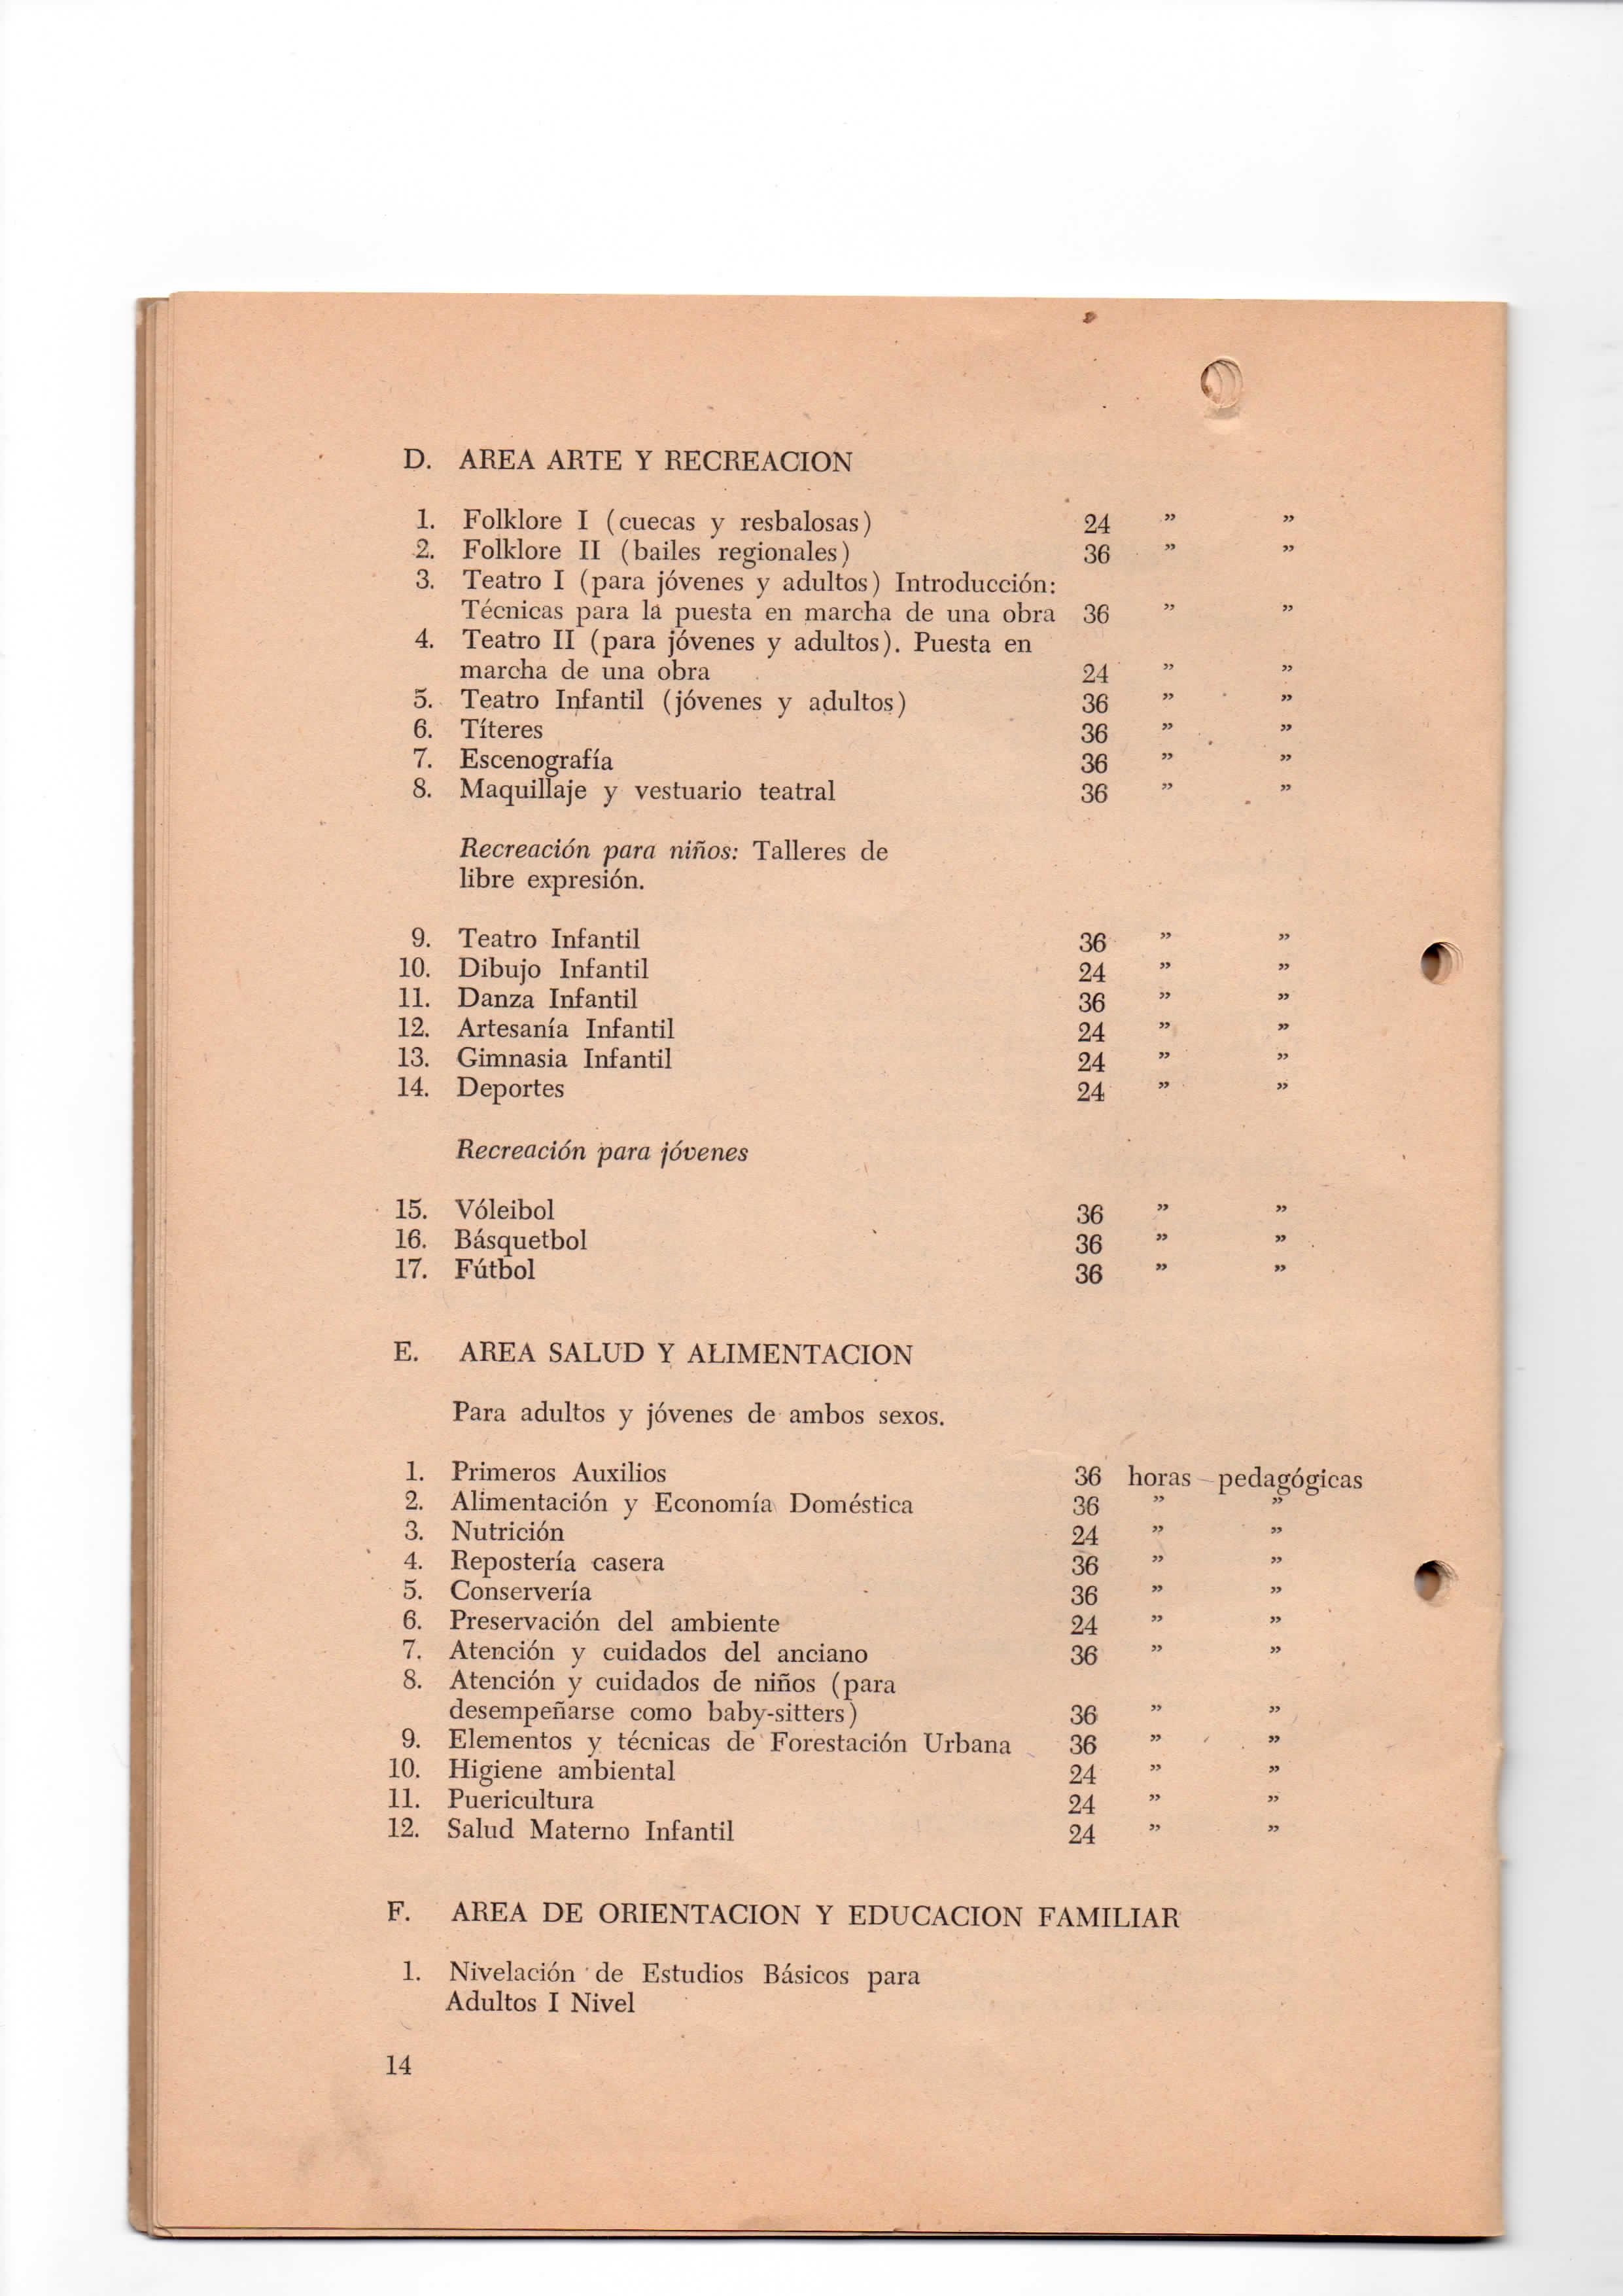 D. AREA ARTE Y RECREACION
1. Folklore I (cuecas y resbalosas) 24 ” ”
2. Folklore II (bailes regionales) 36 ” ”
3. Teatro I (para jóvenes y adultos) Introducción:
Técnicas para la puesta en marcha de una obra 36 ” ”
4. Teatro II (para jóvenes y adultos). Puesta en
marcha de una obra 24 ” ”
5. Teatro Infantil (jóvenes y adultos) 36 ” ”
6. Títeres 36 ” ”
7. Escenografía 36 ” ”
8. Maquillaje y vestuario teatral 36 ” ”
Recreación para niños: Talleres de
libre expresión.
9. Teatro Infantil 36 ” ”
10. Dibujo Infantil 24 ” ”
11. Danza Infantil 36 ” ”
12. Artesanía Infantil 24 ” ”
13. Gimnasia Infantil 24 ” ”
14. Deportes 24 ” ”
Recreación para jóvenes
15. Vóleibol 36 ” ”
16. Básquetbol 36 ” ”
17. Fútbol 36 ” ”
E. AREA SALUD Y ALIMENTACION
Para adultos y jóvenes de ambos sexos.
1. Primeros Auxilios 36 horas pedagógicas
2. Alimentación y Economía Doméstica 36 ” ”
3. Nutrición 24 ” ”
4. Repostería casera 36 ” ”
5. Conservería 36 ” ”
6. Preservación del ambiente 24 ” ”
7. Atención y cuidados del anciano 36 ” ”
8. Atención y cuidados de niños (para
desempeñarse como baby-sitters) 36 ” ”
9. Elementos y técnicas de Forestación Urbana 36 ” ”
10. Higiene ambiental 24 ” ”
11. Puericultura 24 ” ”
12. Salud Materno Infantil 24 ” ”
F. AREA DE ORIENTACION Y EDUCACION FAMILIAR
1. Nivelación de Estudios Básicos para
Adultos I Nivel
14